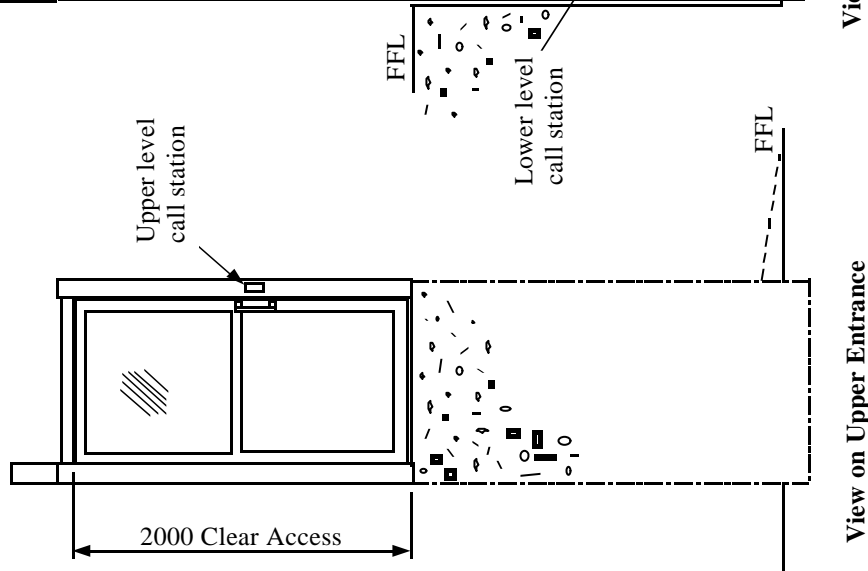 FFL
Lower level
call station
Upper level
call station
FFL
2000 Clear Access
View on Upper Entrance